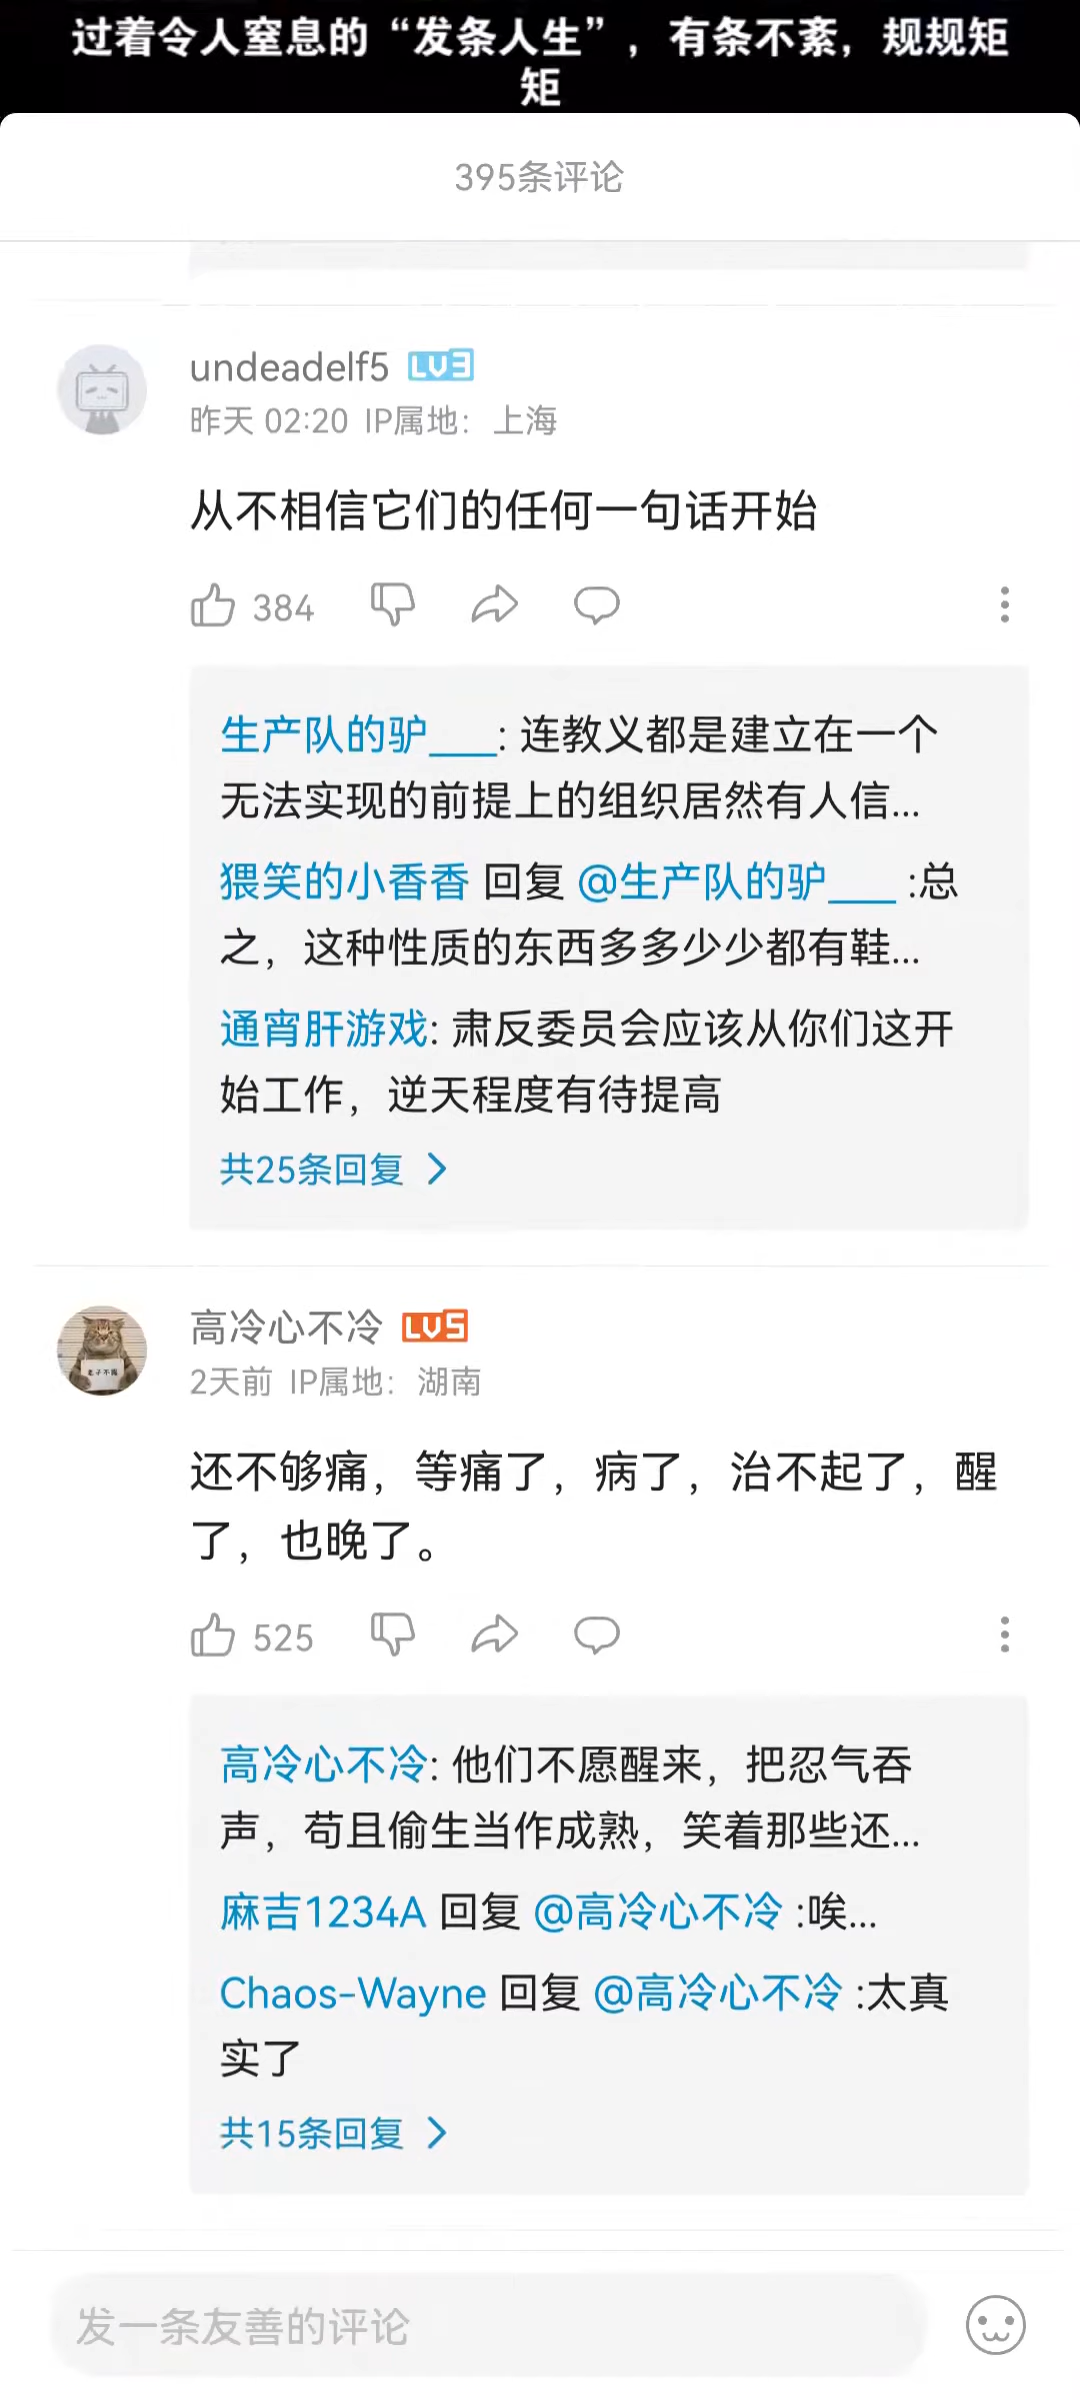 过着令人窒息的“发条人生”，有条不紊，规规矩
矩
395条评论
undeadelf5 LV3
昨天 02:20 IP属地：上海
从不相信它们的任何一句话开始
384
生产队的驴___: 连教义都是建立在一个
无法实现的前提上的组织居然有人信...
猥笑的小香香 回复 @生产队的驴___ :总
之，这种性质的东西多多少少都有鞋...
通宵肝游戏: 肃反委员会应该从你们这开
始工作，逆天程度有待提高
共25条回复
高冷心不冷 LV5
2天前 IP属地：湖南
还不够痛，等痛了，病了，治不起了，醒
了，也晚了。
525
高冷心不冷: 他们不愿醒来，把忍气吞
声，苟且偷生当作成熟，笑着那些还...
麻吉1234A 回复 @高冷心不冷 :唉...
Chaos-Wayne 回复 @高冷心不冷 :太真
实了
共15条回复
发一条友善的评论